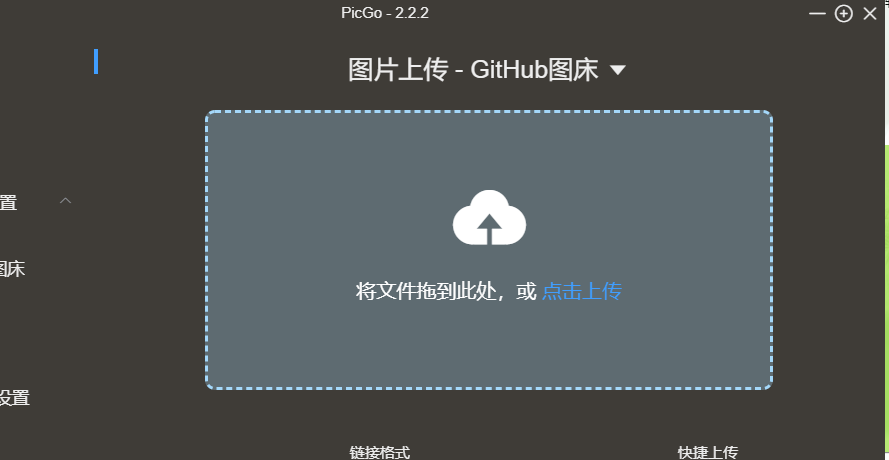 PicGo - 2.2.2
图片上传 - GitHub图床
置
图床
将文件拖到此处，或 点击上传
设置
链接格式
快捷上传